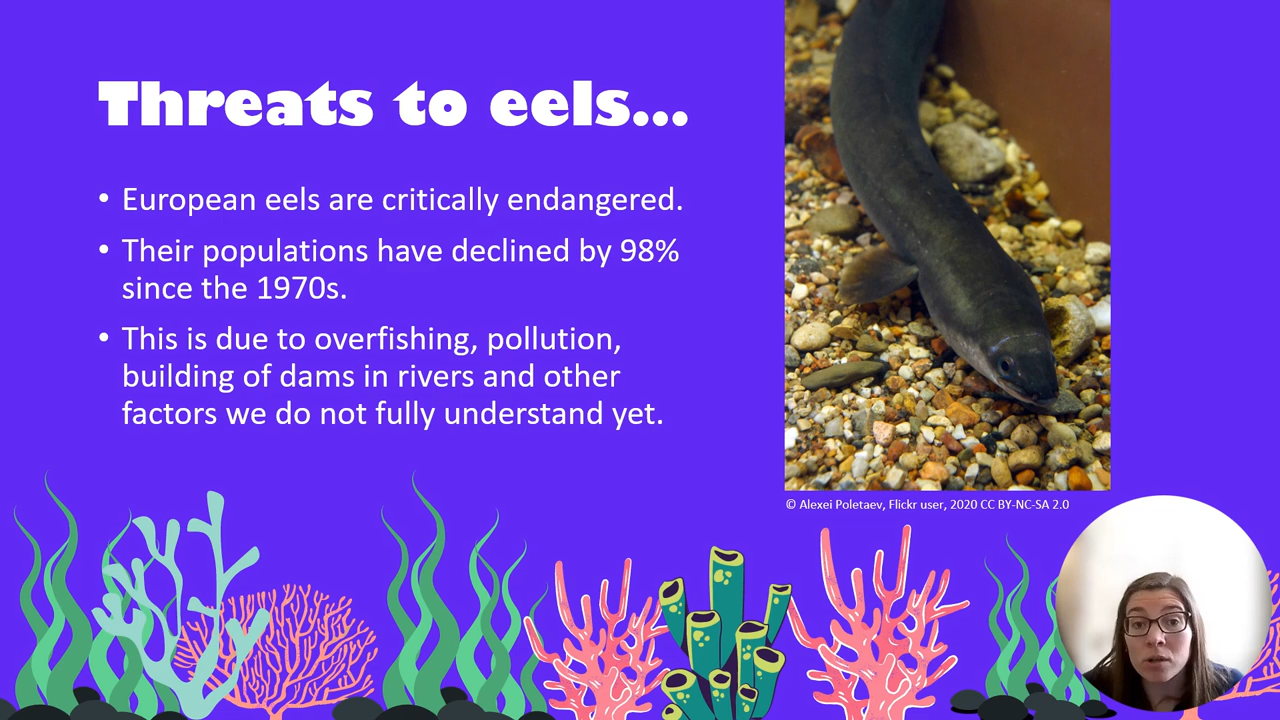 Threats to eels...
• European eels are critically endangered.
• Their populations have declined by 98%
since the 1970s.
• This is due to overfishing, pollution,
building of dams in rivers and other
factors we do not fully understand yet.
© Alexei Poletaev, Flickr user, 2020 CC BY-NC-SA 2.0